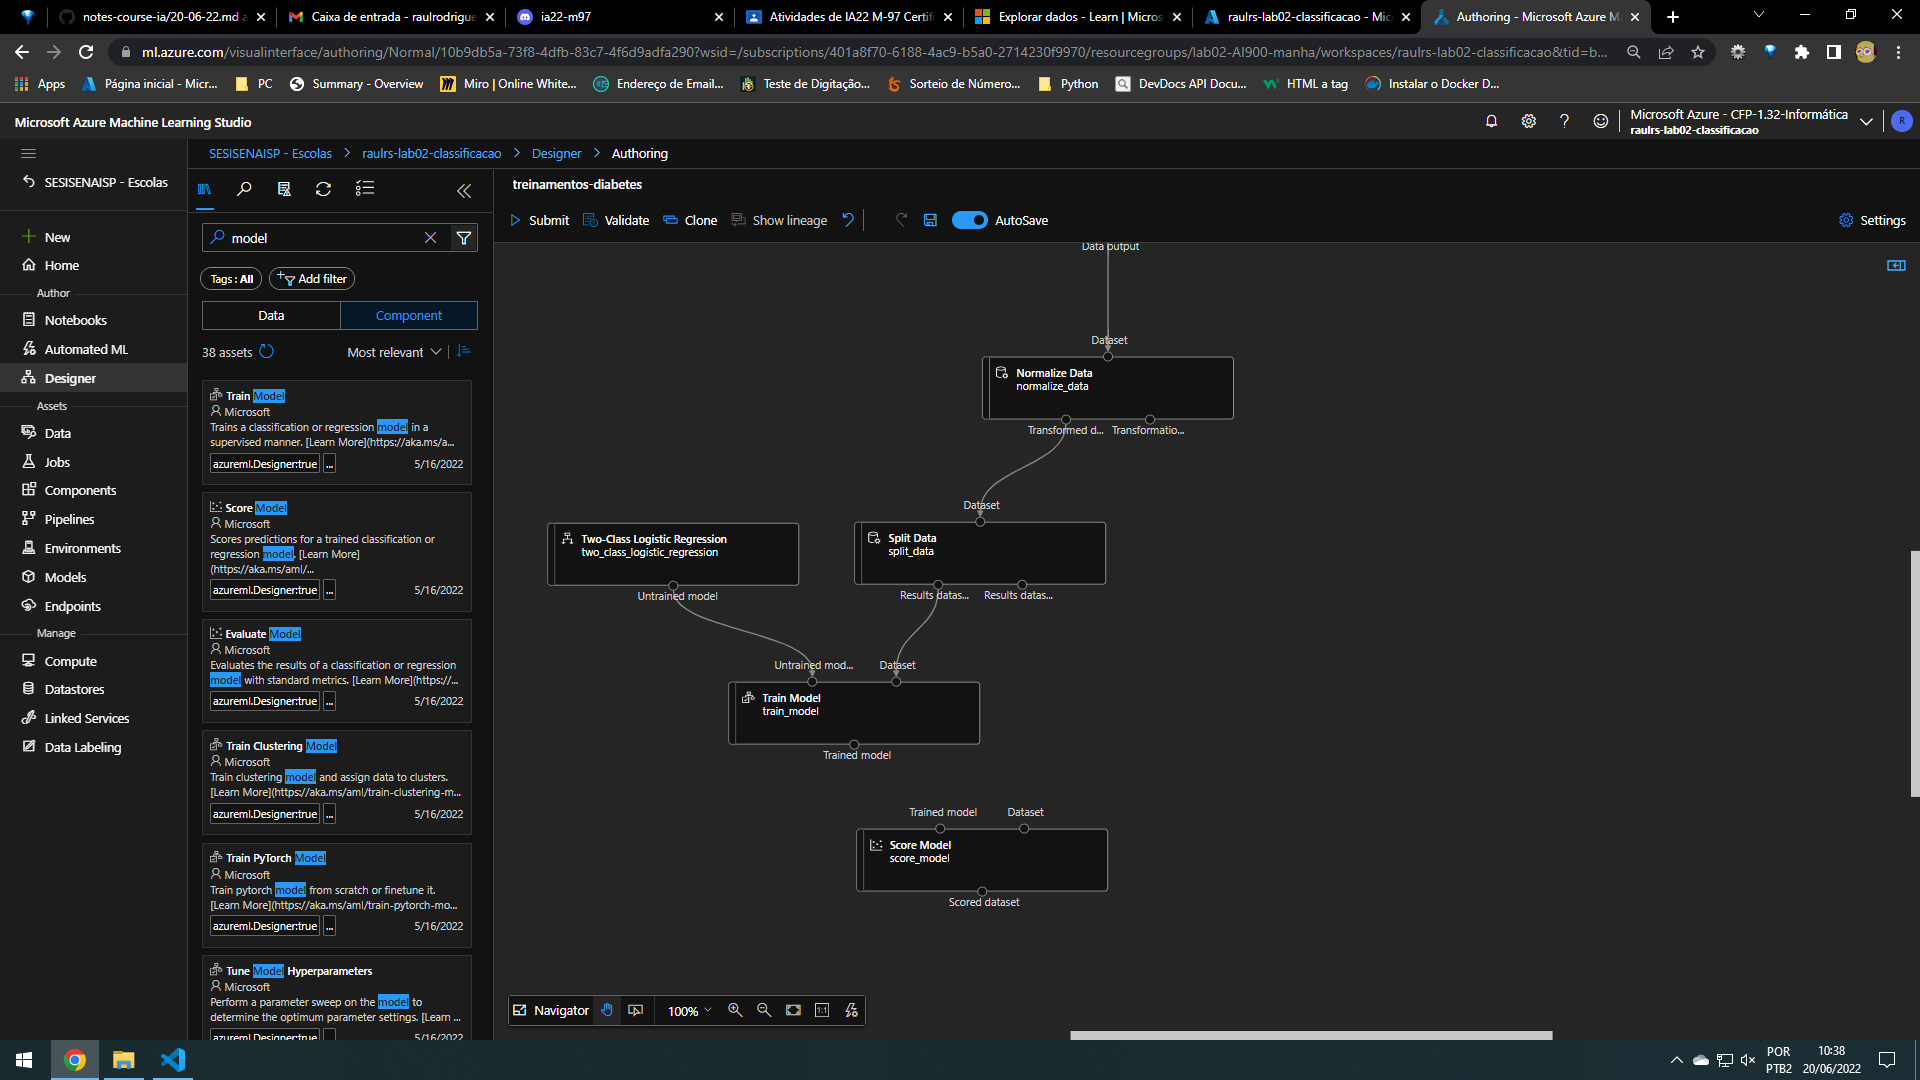 notes-course-ia/20-06-22.md a
Caixa de entrada - raulrodrigue
ia22-m97
Atividades de IA22 M-97 Certifi
Explorar dados - Learn | Micros
raulrs-lab02-classificacao - Mic
Authoring - Microsoft Azure M
ml.azure.com/visualinterface/authoring/Normal/10b9db5a-73f8-4dfb-83c7-4f6d9adfa290?wsid=/subscriptions/401a8f70-6188-4ac9-b5a0-2714230f9970/resourcegroups/lab02-AI900-manha/workspaces/raulrs-lab02-classificacao&tid=b...
Apps
Página inicial - Micr...
PC
Summary - Overview
Miro | Online White...
Endereço de Email...
Teste de Digitação...
Sorteio de Número...
Python
DevDocs API Docu...
HTML a tag
Instalar o Docker D...
Microsoft Azure Machine Learning Studio
Microsoft Azure - CFP-1.32-Informática
raulrs-lab02-classificacao
R
SESISENAISP - Escolas
New
Home
Author
Notebooks
Automated ML
Designer
Assets
Data
Jobs
Components
Pipelines
Environments
Models
Endpoints
Manage
Compute
Datastores
Linked Services
Data Labeling
SESISENAISP - Escolas > raulrs-lab02-classificacao > Designer > Authoring
model
Tags : All
Add filter
Data
Component
38 assets
Most relevant
Train Model
Microsoft
Trains a classification or regression model in a
supervised manner. [Learn More](https://aka.ms/a...
azureml.Designer:true ... 5/16/2022
Score Model
Microsoft
Scores predictions for a trained classification or
regression model. [Learn More]
(https://aka.ms/aml/...
azureml.Designer:true ... 5/16/2022
Evaluate Model
Microsoft
Evaluates the results of a classification or regression
model with standard metrics. [Learn More](https://...
azureml.Designer:true ... 5/16/2022
Train Clustering Model
Microsoft
Train clustering model and assign data to clusters.
[Learn More](https://aka.ms/aml/train-clustering-m...
azureml.Designer:true ... 5/16/2022
Train PyTorch Model
Microsoft
Train pytorch model from scratch or finetune it.
[Learn More](https://aka.ms/aml/train-pytorch-mo...
azureml.Designer:true ... 5/16/2022
Tune Model Hyperparameters
Microsoft
Perform a parameter sweep on the model to
determine the optimum parameter settings. [Learn ...
azureml.Designer:true ... 5/16/2022
treinamentos-diabetes
Submit
Validate
Clone
Show lineage
AutoSave
Settings
Data output
Dataset
Normalize Data
normalize_data
Transformed d...
Transformatio...
Dataset
Two-Class Logistic Regression
two_class_logistic_regression
Untrained model
Split Data
split_data
Results datas...
Results datas...
Untrained mod...
Dataset
Train Model
train_model
Trained model
Trained model
Dataset
Score Model
score_model
Scored dataset
Navigator
100%
1:1
POR
PTB2
10:38
20/06/2022